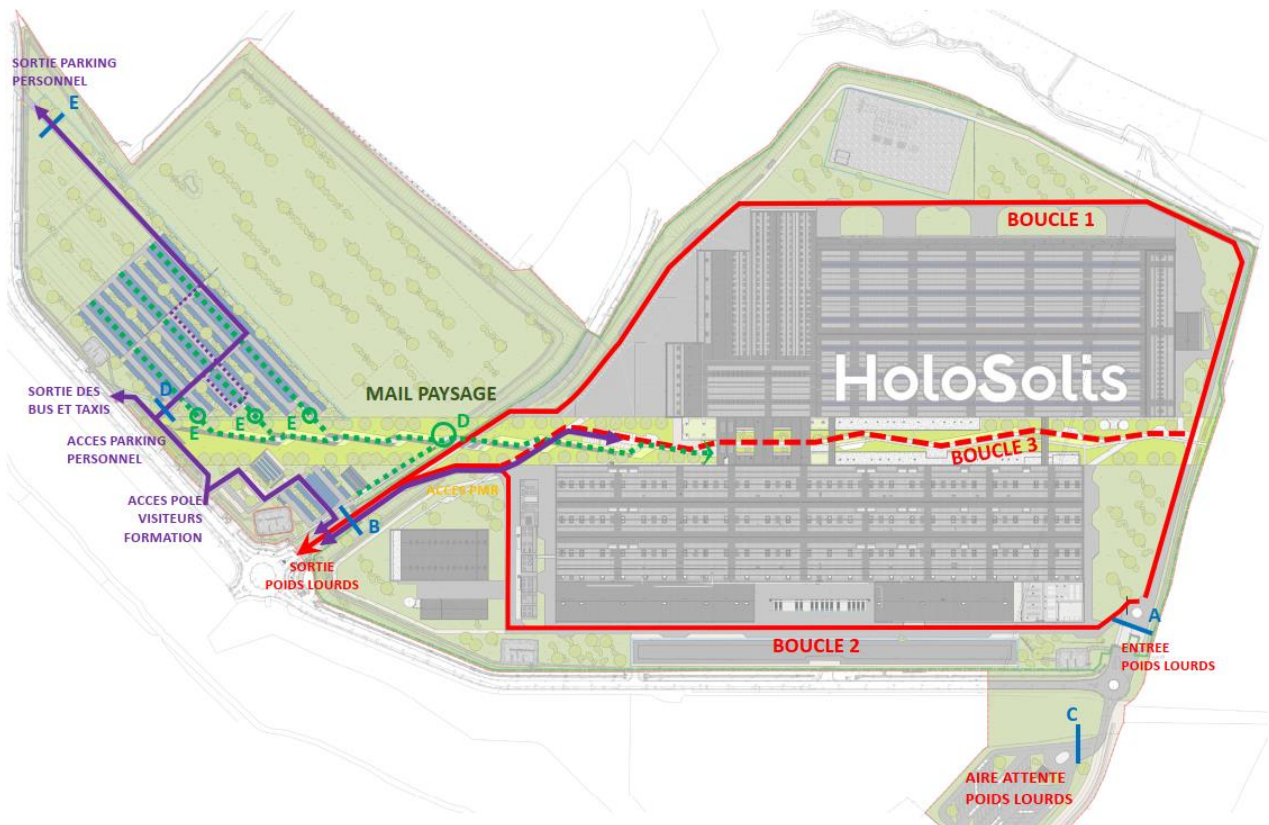 SORTIE PARKING
PERSONNEL
E
BOUCLE 1
HoloSolis
MAIL PAYSAGE
SORTIE DES
BUS ET TAXIS
D
E
E
E
D
ACCES PARKING
PERSONNEL
BOUCLE 3
ACCES PMR
ACCES POLE
VISITEURS
FORMATION
B
SORTIE
POIDS LOURDS
BOUCLE 2
A
ENTREE
POIDS LOURDS
C
AIRE ATTENTE
POIDS LOURDS